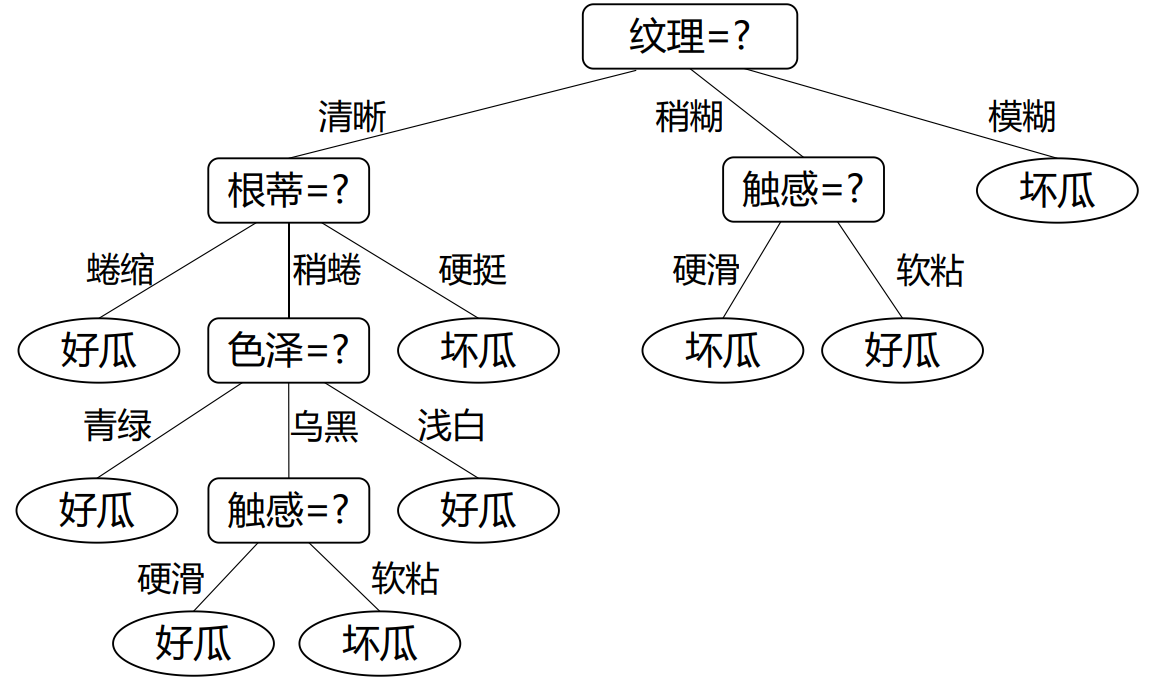 纹理=?
清晰
稍糊
模糊
根蒂=?
触感=?
坏瓜
蜷缩
稍蜷
硬挺
硬滑
软粘
好瓜
色泽=?
坏瓜
坏瓜
好瓜
青绿
乌黑
浅白
好瓜
触感=?
好瓜
硬滑
软粘
好瓜
坏瓜